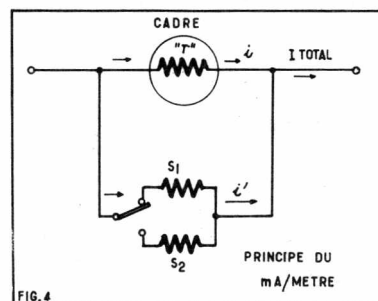 CADRE
"r"
i
I TOTAL
S1
i'
S2
PRINCIPE DU
mA/METRE
FIG.4